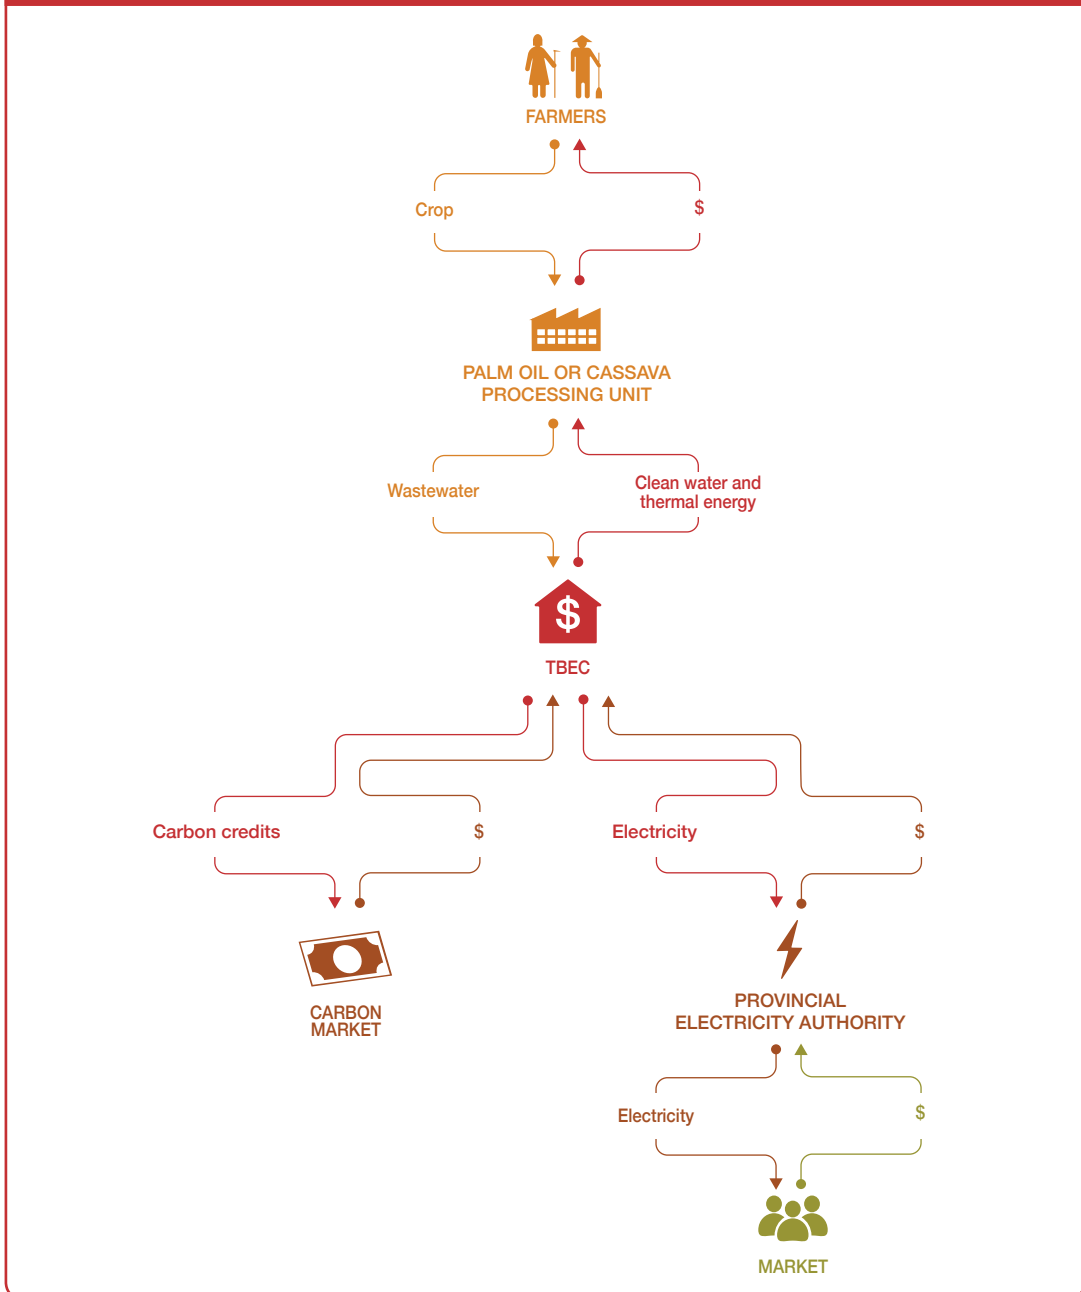 FARMERS
Crop
$
PALM OIL OR CASSAVA
PROCESSING UNIT
Wastewater
Clean water and
thermal energy
$
TBEC
Carbon credits
$
Electricity
$
CARBON
MARKET
PROVINCIAL
ELECTRICITY AUTHORITY
Electricity
$
MARKET